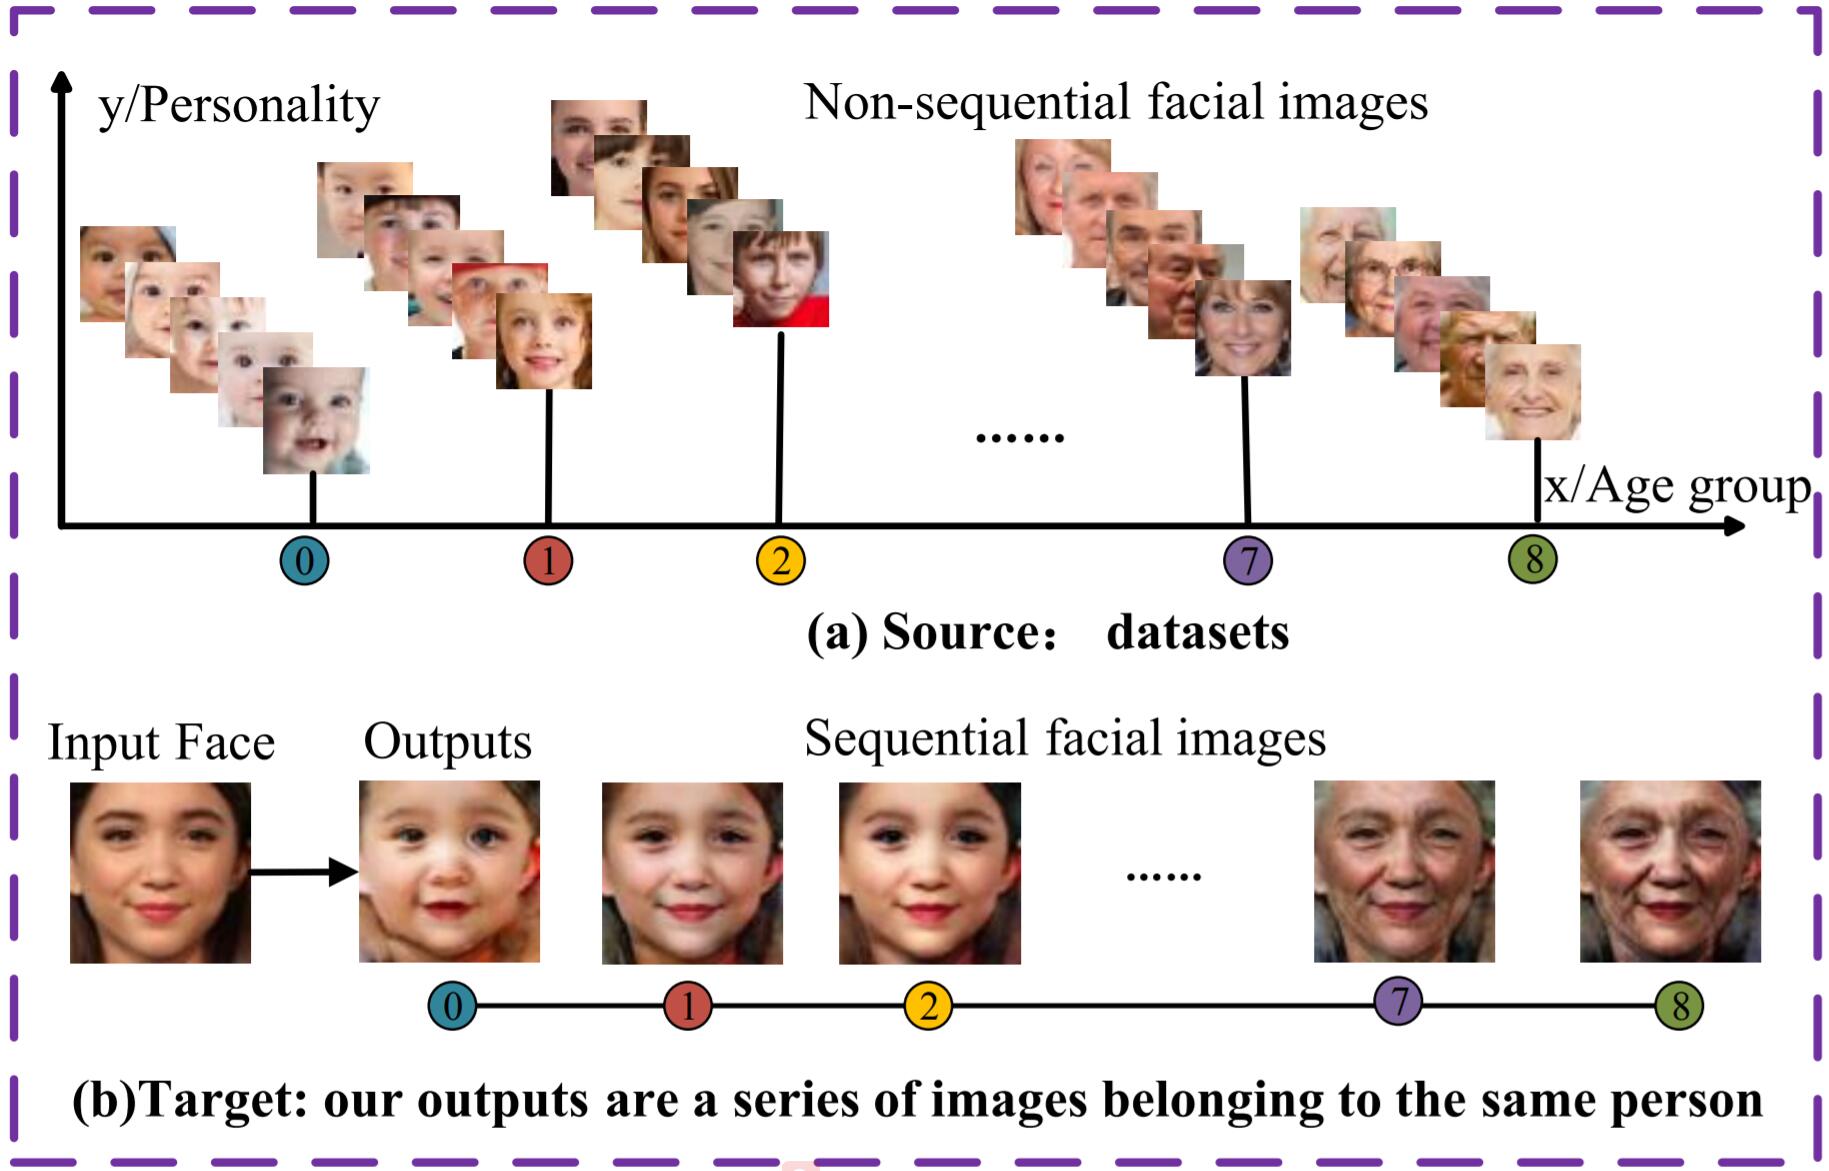 y/Personality
Non-sequential facial images
......
x/Age group
0 1 2 7 8
(a) Source： datasets
Input Face
Outputs
Sequential facial images
......
0 1 2 7 8
(b)Target: our outputs are a series of images belonging to the same person